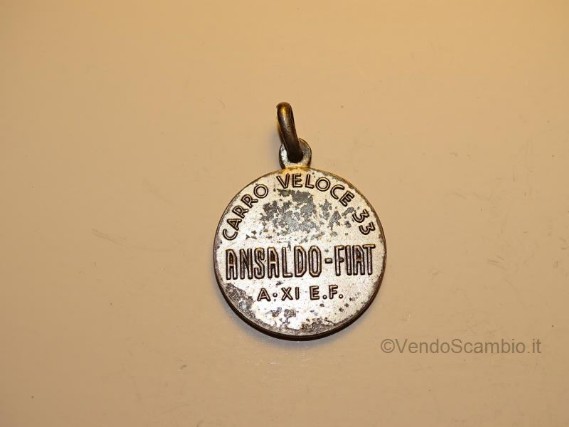 CARRO VELOCE 33
ANSALDO-FIAT
A·XI E.F.
©VendoScambio.it